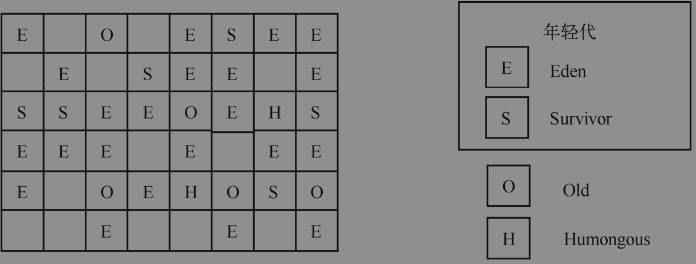 E O E S E E
E S E E E
S S E E O E H S
E E E E E E
E O E H O S O
E E E
年轻代
E Eden
S Survivor
O Old
H Humongous